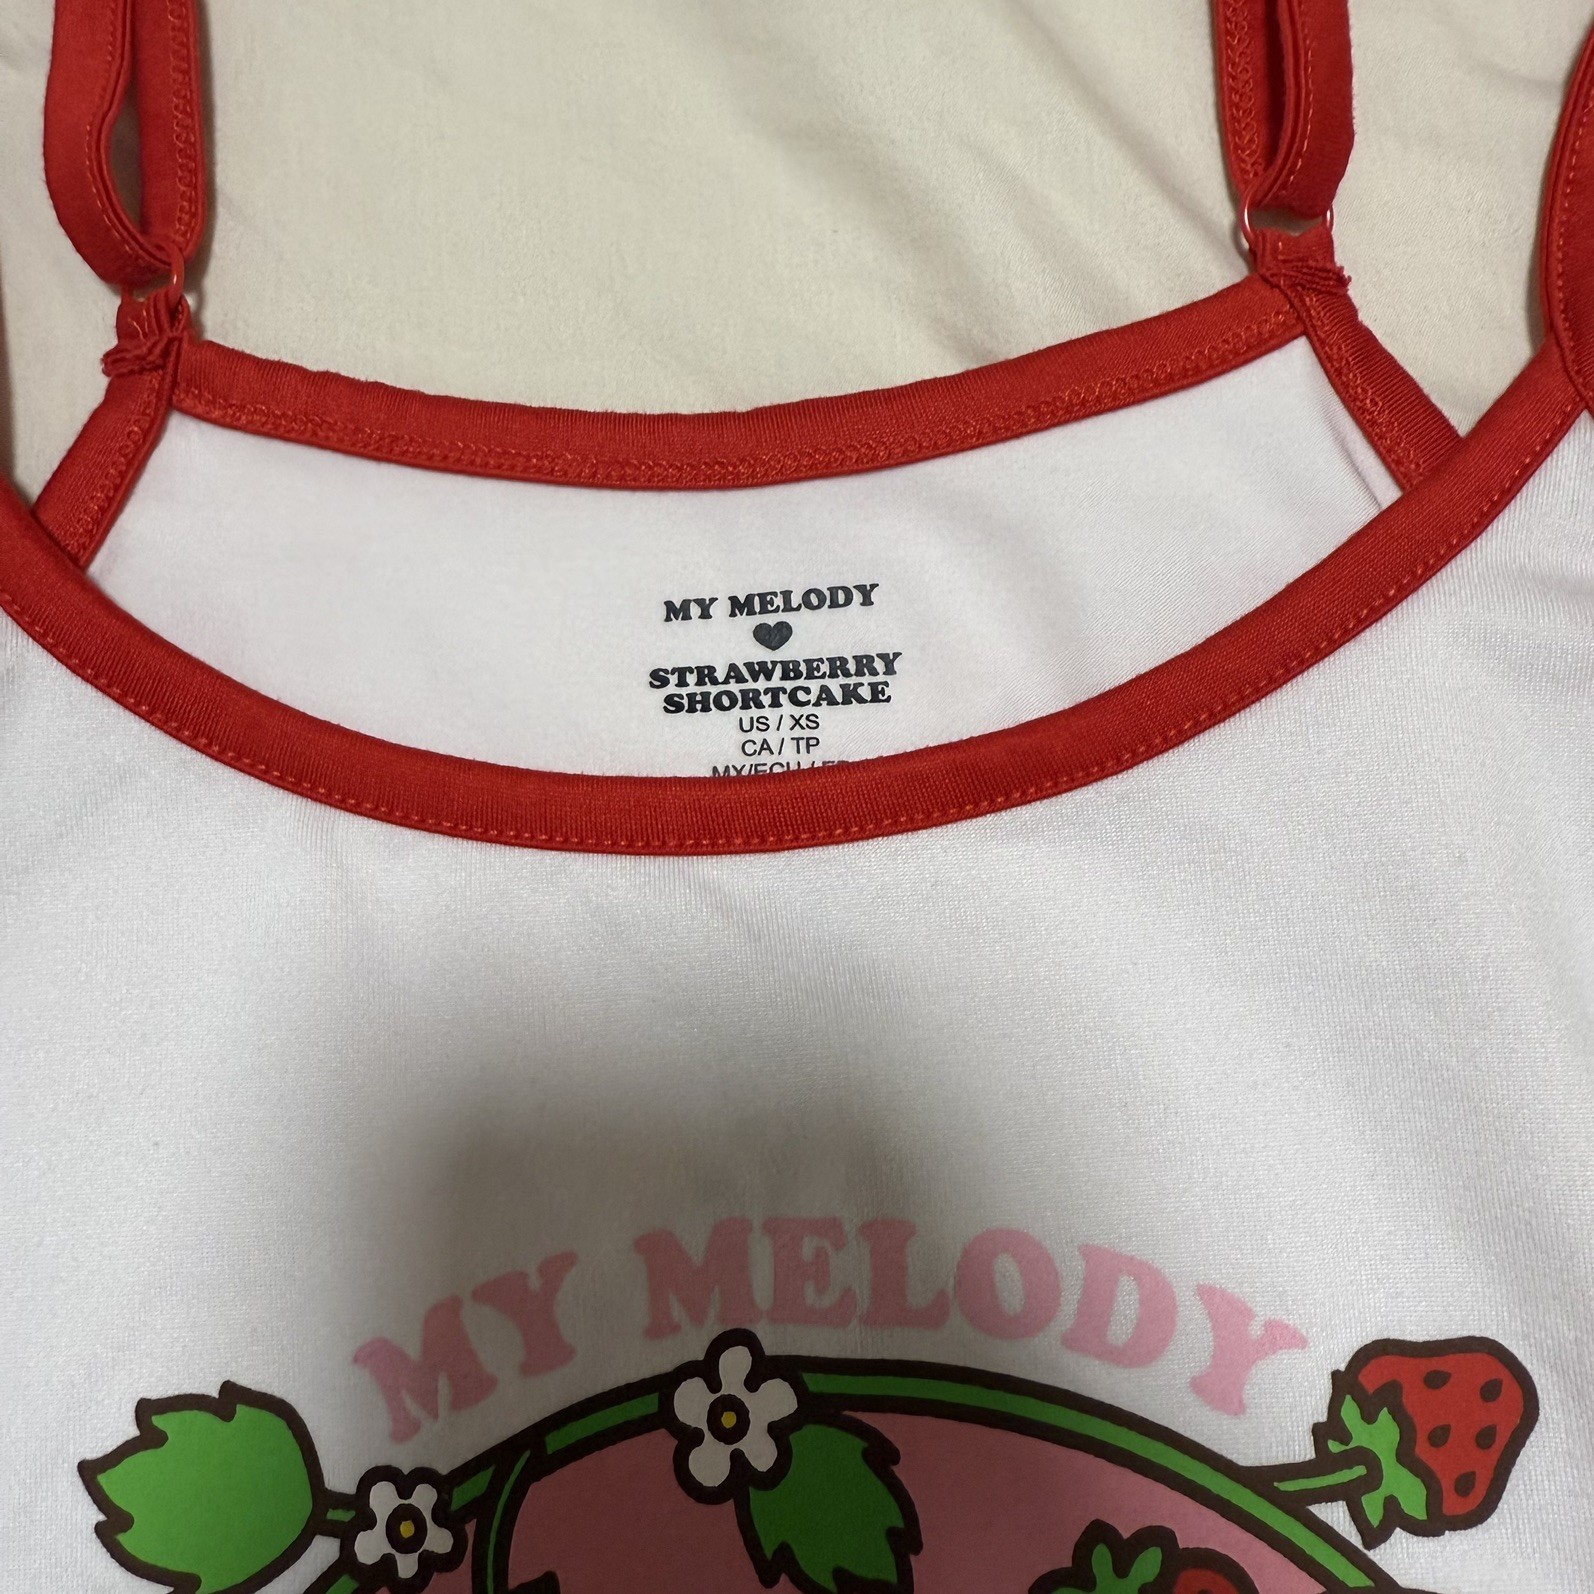 MY MELODY
STRAWBERRY
SHORTCAKE
US / XS
CA / TP
MY MELODY